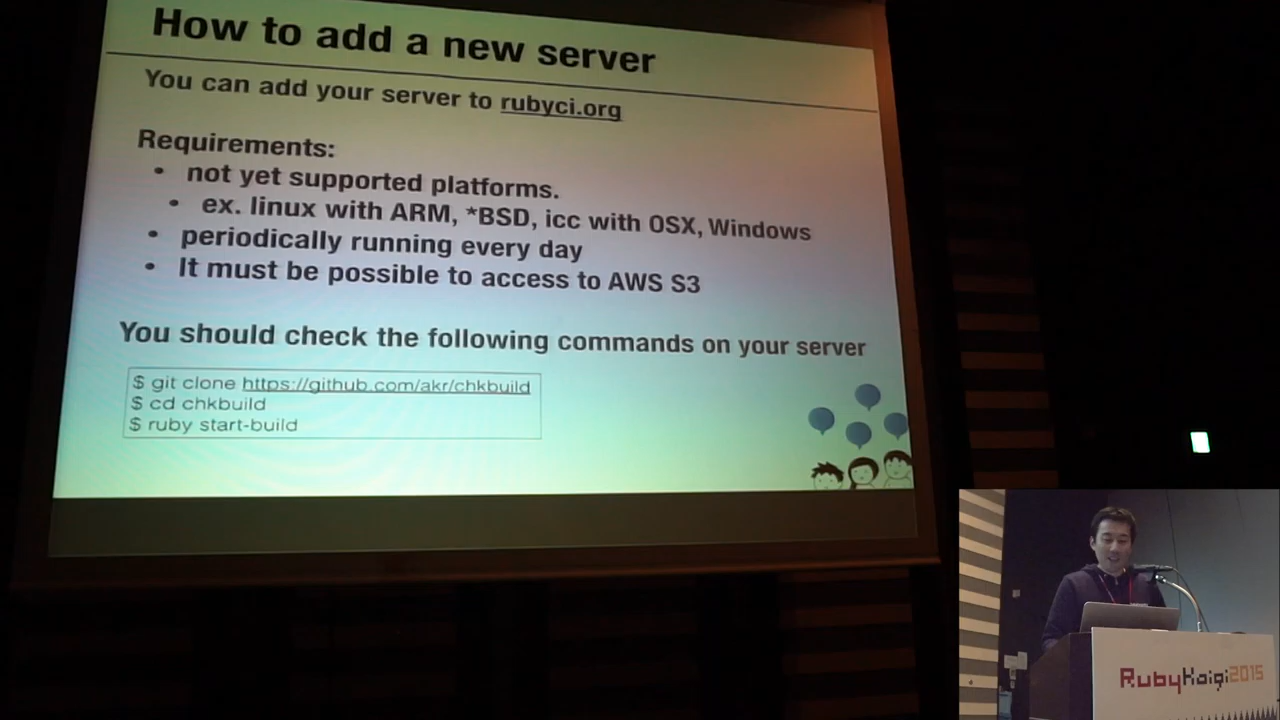 How to add a new server
You can add your server to rubyci.org
Requirements:
• not yet supported platforms.
• ex. linux with ARM, *BSD, icc with OSX, Windows
• periodically running every day
• It must be possible to access to AWS S3
You should check the following commands on your server
$ git clone https://github.com/akr/chkbuild
$ cd chkbuild
$ ruby start-build
RubyKaigi2015